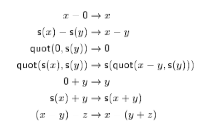 x − 0 → x
s(x) − s(y) → x − y
quot(0, s(y)) → 0
quot(s(x), s(y)) → s(quot(x − y, s(y)))
0 + y → y
s(x) + y → s(x + y)
(x y) z → x (y + z)